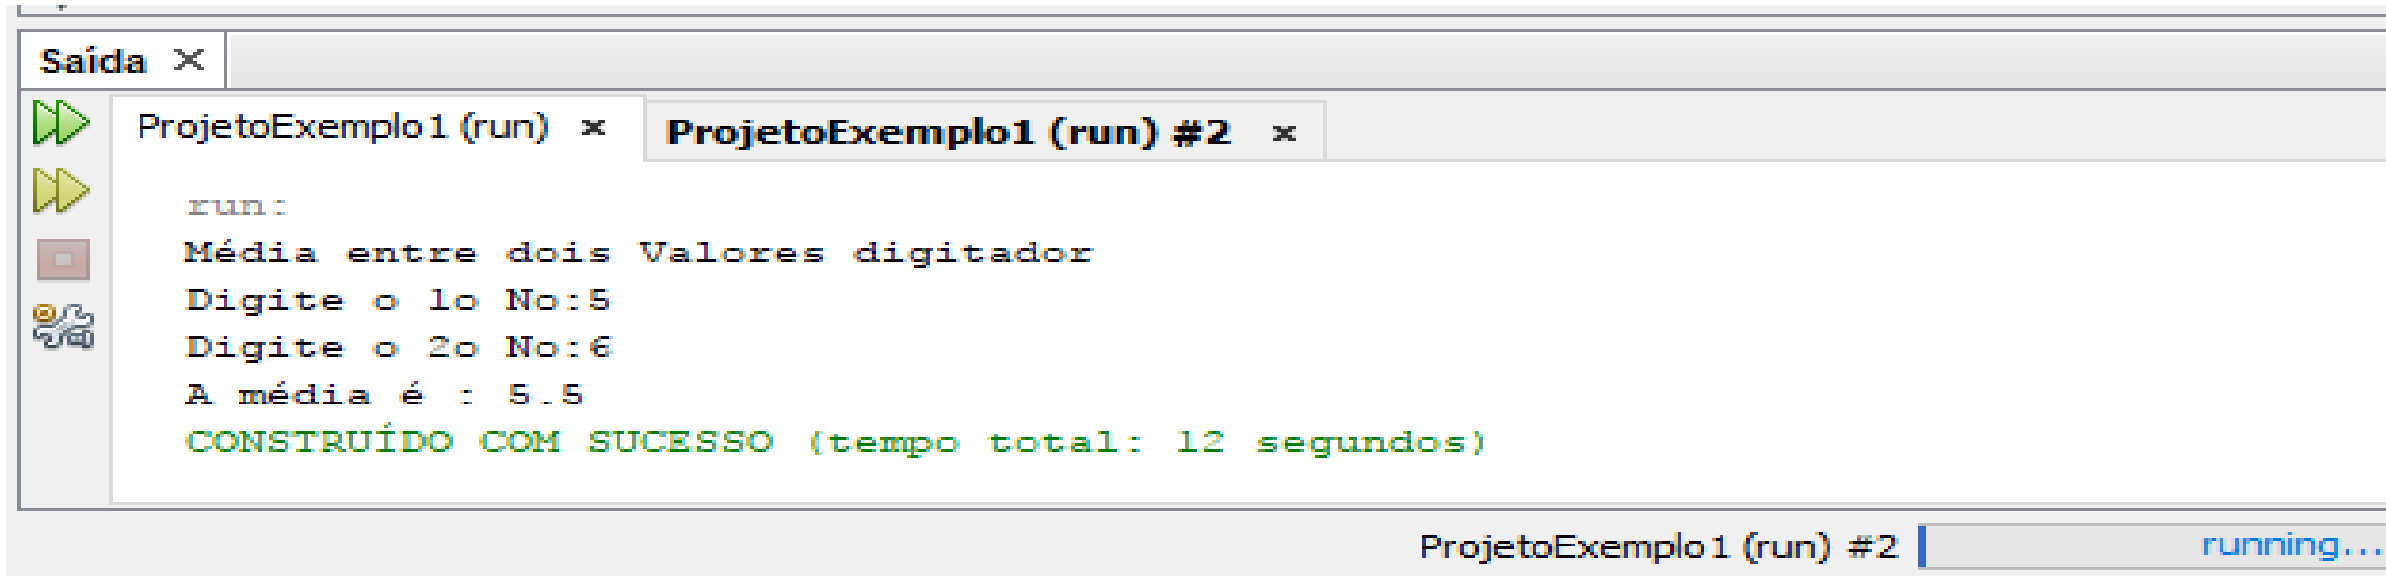 Saída
ProjetoExemplo1 (run) ProjetoExemplo1 (run) #2
run:
Média entre dois Valores digitador
Digite o 1o No:5
Digite o 2o No:6
A média é : 5.5
CONSTRUÍDO COM SUCESSO (tempo total: 12 segundos)
ProjetoExemplo1 (run) #2 running...